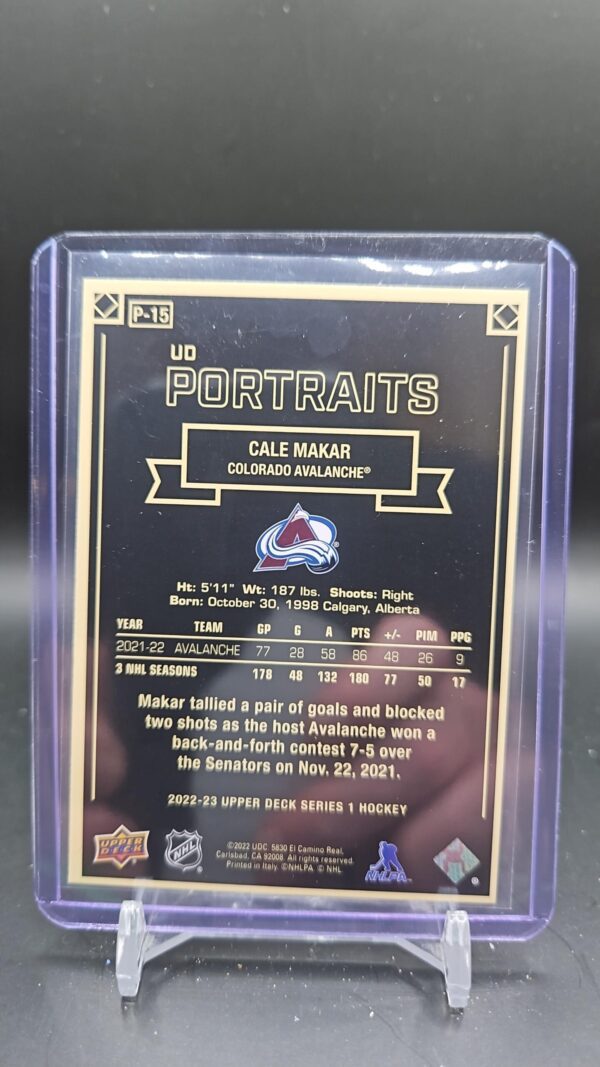 P-15
UD
PORTRAITS
CALE MAKAR
COLORADO AVALANCHE®
Ht: 5'11" Wt: 187 lbs. Shoots: Right
Born: October 30, 1998 Calgary, Alberta
YEAR TEAM GP G A PTS +/- PIM PPG
2021-22 AVALANCHE 77 28 58 86 48 26 9
3 NHL SEASONS 178 48 132 180 77 50 17
Makar tallied a pair of goals and blocked
two shots as the host Avalanche won a
back-and-forth contest 7-5 over
the Senators on Nov. 22, 2021.
2022-23 UPPER DECK SERIES 1 HOCKEY
UPPER DECK
NHL
©2022 UDC. 5830 El Camino Real,
Carlsbad, CA 92008. All rights reserved.
Printed in Italy. ©NHLPA © NHL
NHLPA